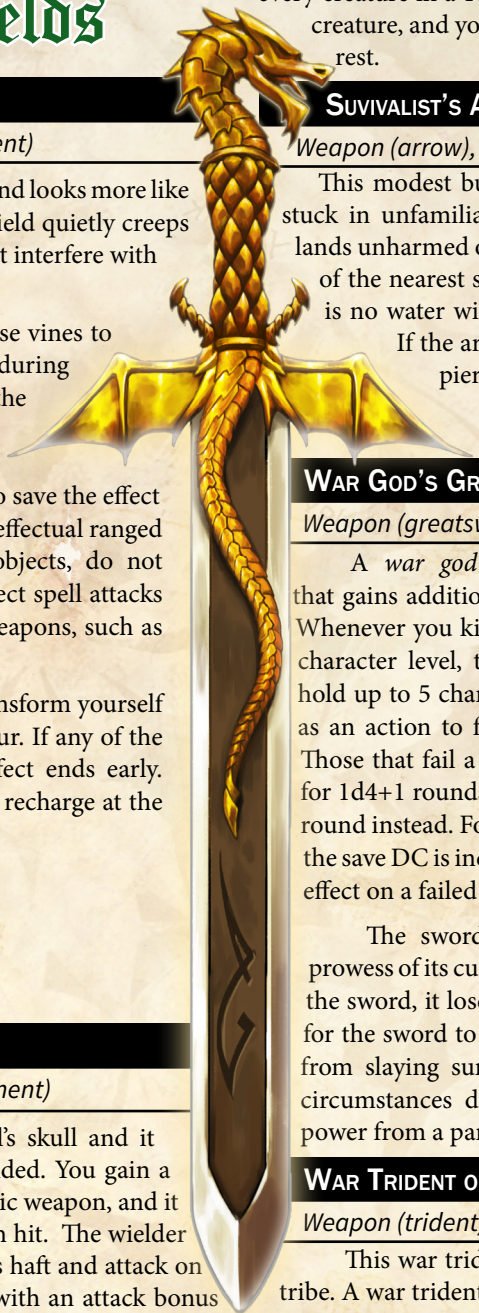 elds
ent)
nd looks more like
ield quietly creeps
t interfere with
se vines to
during
the
o save the effect
effectual ranged
objects, do not
ect spell attacks
eapons, such as
nsform yourself
ur. If any of the
fect ends early.
recharge at the
ment)
l's skull and it
ded. You gain a
ic weapon, and it
n hit. The wielder
s haft and attack on
with an attack bonus
creature, and yo
rest.
Suvivalist's A
Weapon (arrow),
This modest bu
stuck in unfamilia
lands unharmed o
of the nearest s
is no water wi
If the ar
pier
War God's Gr
Weapon (greatsw
A war god
that gains additio
Whenever you ki
character level, t
hold up to 5 char
as an action to f
Those that fail a
for 1d4+1 round
round instead. Fo
the save DC is inc
effect on a failed
The sword
prowess of its cu
the sword, it lose
for the sword to
from slaying sur
circumstances d
power from a par
War Trident o
Weapon (trident
This war trid
tribe. A war trident